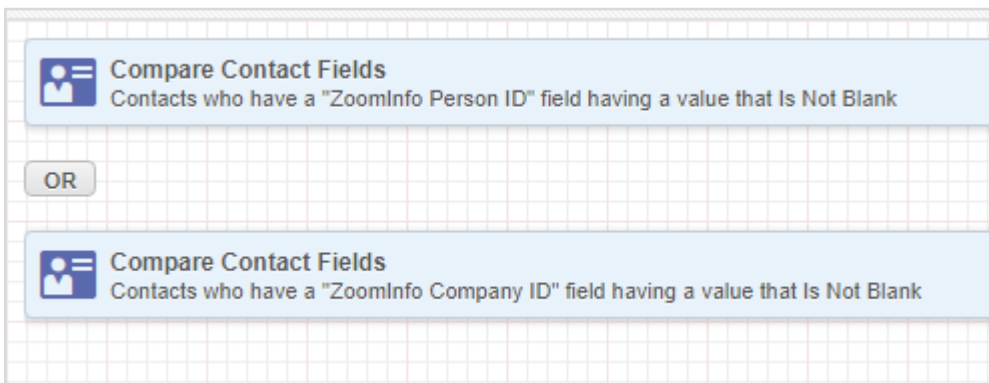 Compare Contact Fields
Contacts who have a "ZoomInfo Person ID" field having a value that Is Not Blank
OR
Compare Contact Fields
Contacts who have a "ZoomInfo Company ID" field having a value that Is Not Blank